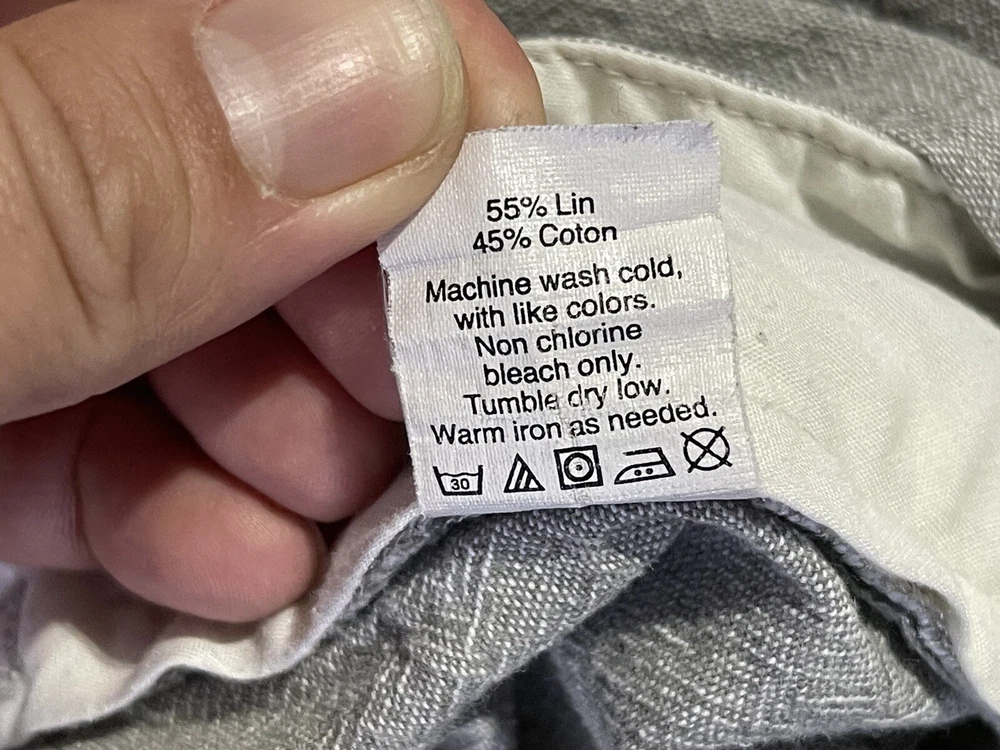 55% Lin
45% Coton
Machine wash cold,
with like colors.
Non chlorine
bleach only.
Tumble dry low.
Warm iron as needed.
30